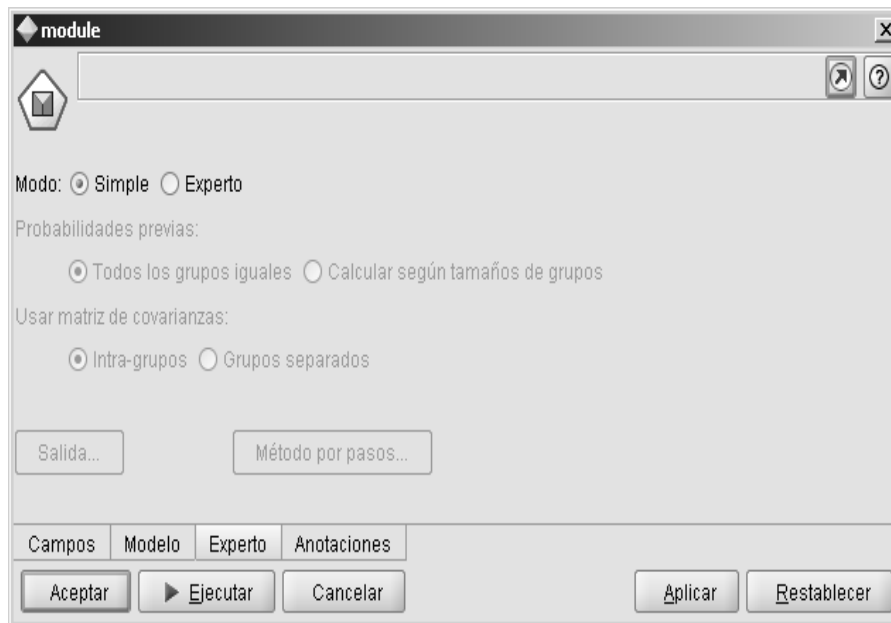 module
Modo: Simple Experto
Probabilidades previas:
Todos los grupos iguales Calcular según tamaños de grupos
Usar matriz de covarianzas:
Intra-grupos Grupos separados
Salida... Método por pasos...
Campos Modelo Experto Anotaciones
Aceptar Ejecutar Cancelar Aplicar Restablecer